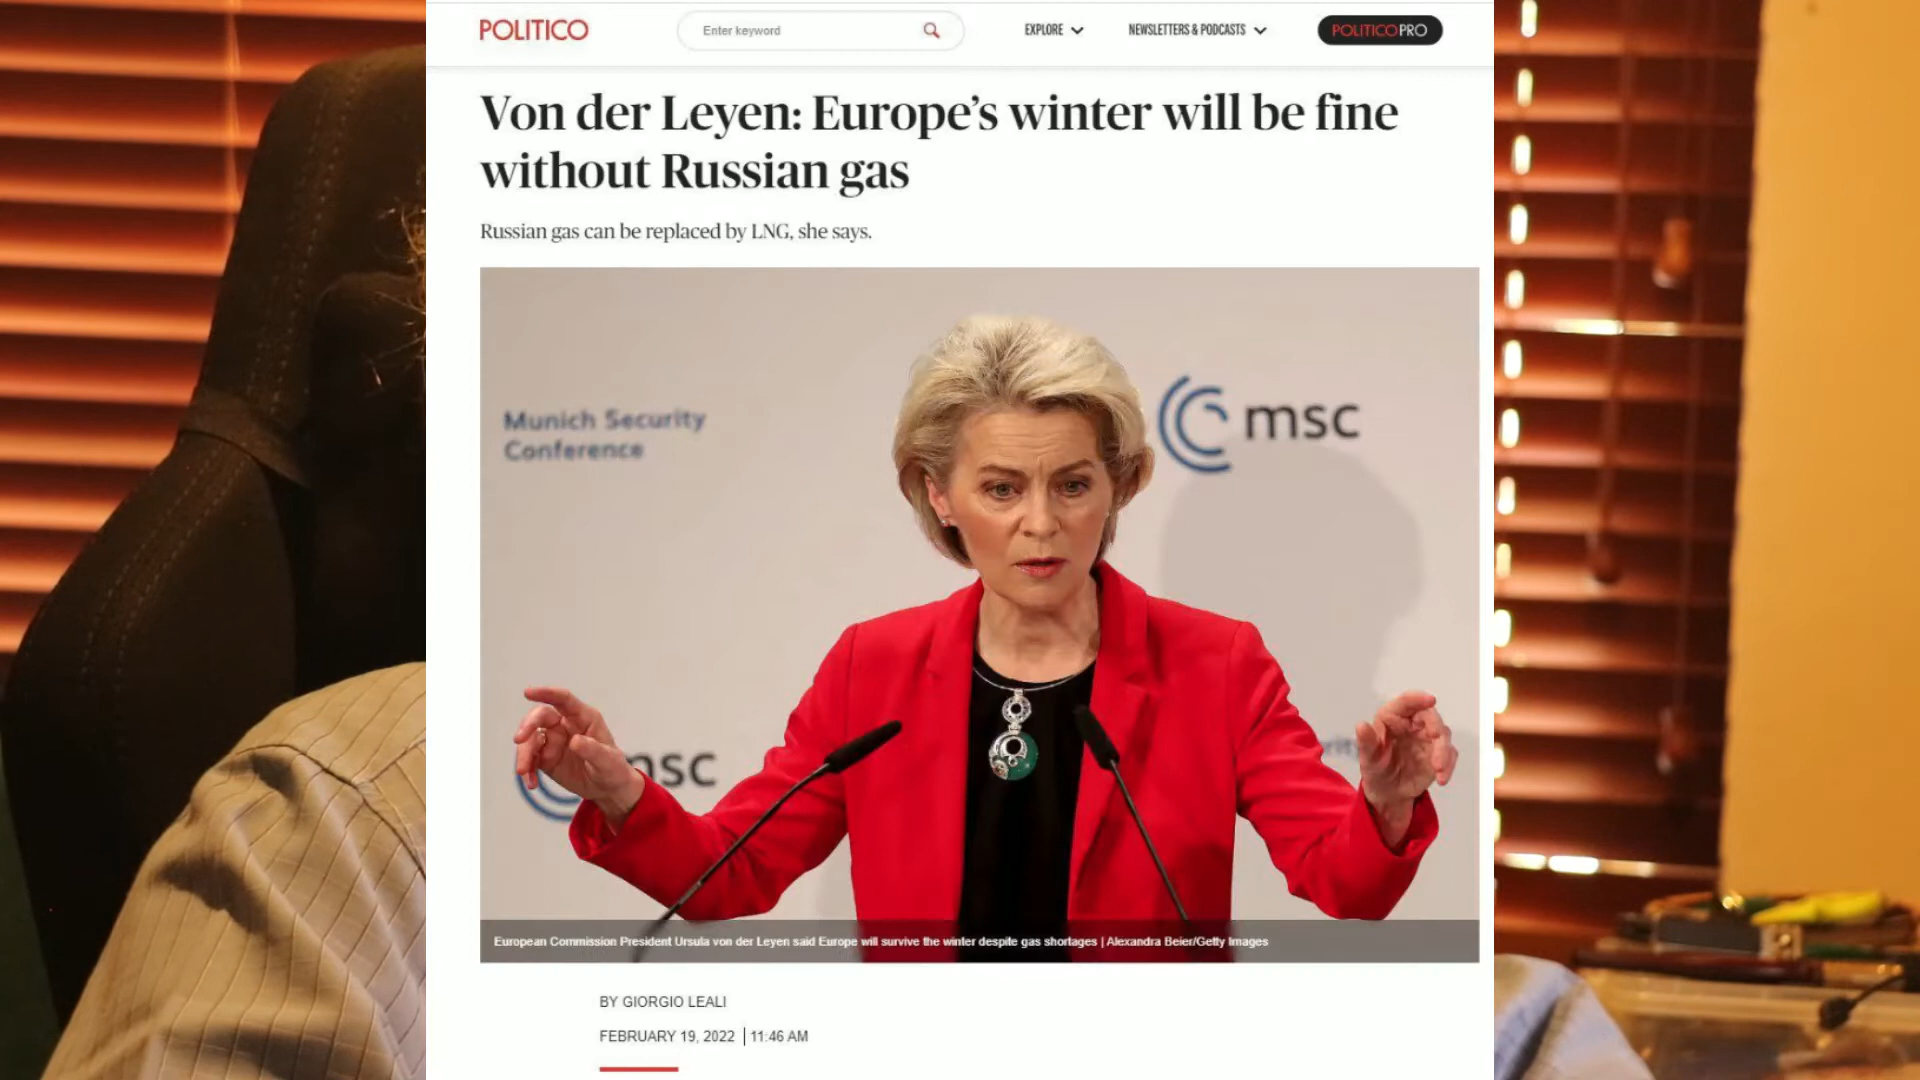 POLITICO
Enter keyword
EXPLORE
NEWSLETTERS & PODCASTS
POLITICOPRO
Von der Leyen: Europe’s winter will be fine
without Russian gas
Russian gas can be replaced by LNG, she says.
Munich Security
Conference
msc
msc
rity
European Commission President Ursula von der Leyen said Europe will survive the winter despite gas shortages | Alexandra Beier/Getty Images
BY GIORGIO LEALI
FEBRUARY 19, 2022 | 11:46 AM